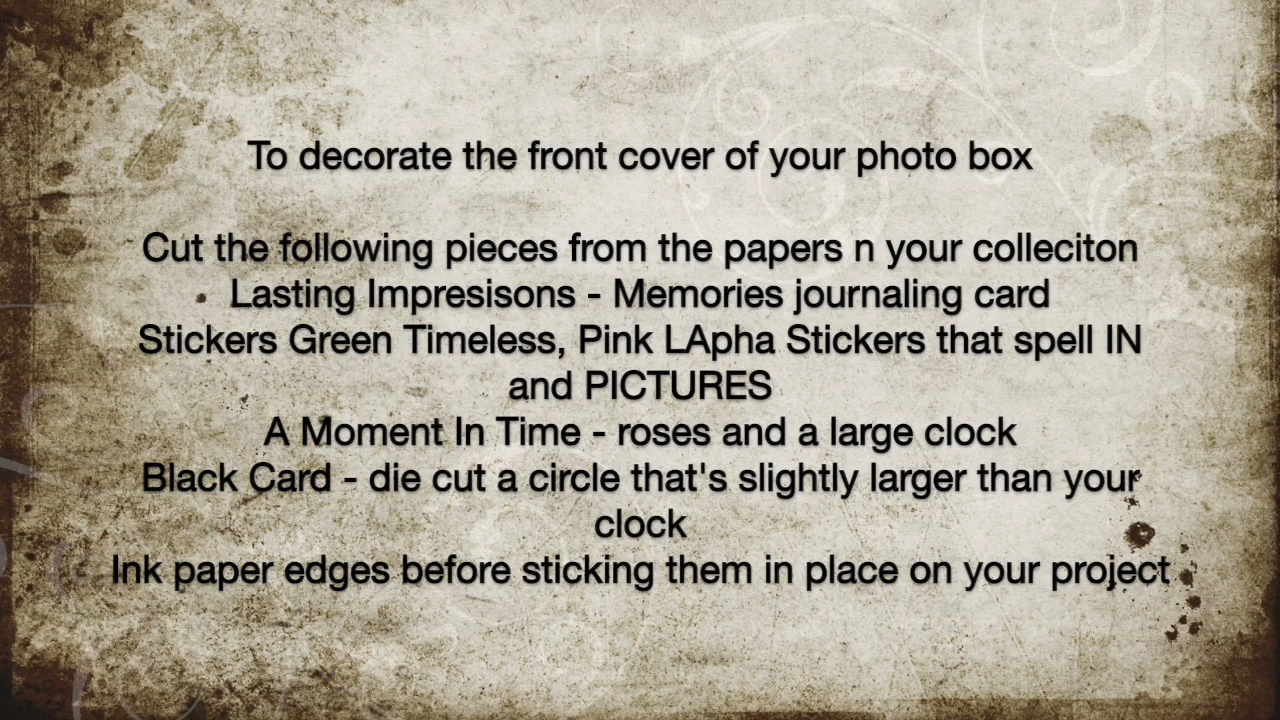 To decorate the front cover of your photo box
Cut the following pieces from the papers n your colleciton
Lasting Impresisons - Memories journaling card
Stickers Green Timeless, Pink LApha Stickers that spell IN
and PICTURES
A Moment In Time - roses and a large clock
Black Card - die cut a circle that's slightly larger than your
clock
Ink paper edges before sticking them in place on your project